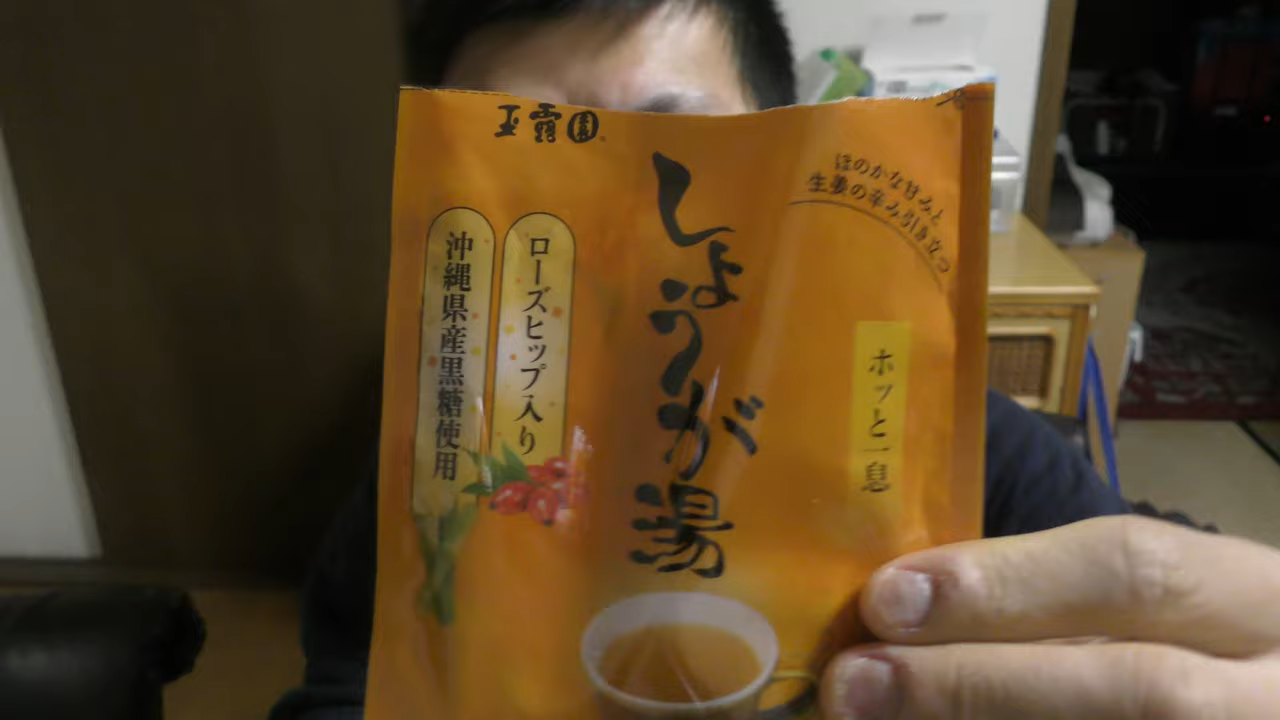 玉露園
ほのかな甘みと
生姜の辛み引き立つ
ホッと一息
しょうが湯
ローズヒップ入り
沖縄県産黒糖使用